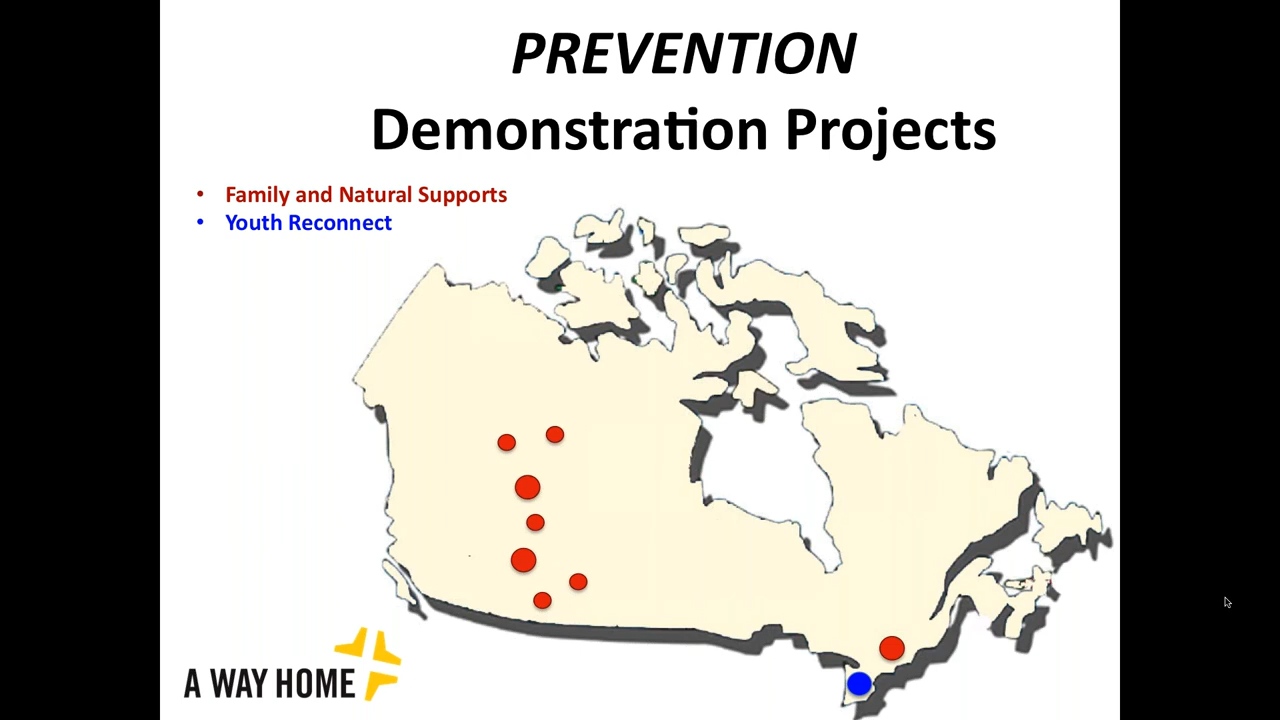 PREVENTION
Demonstration Projects
• Family and Natural Supports
• Youth Reconnect
A WAY HOME